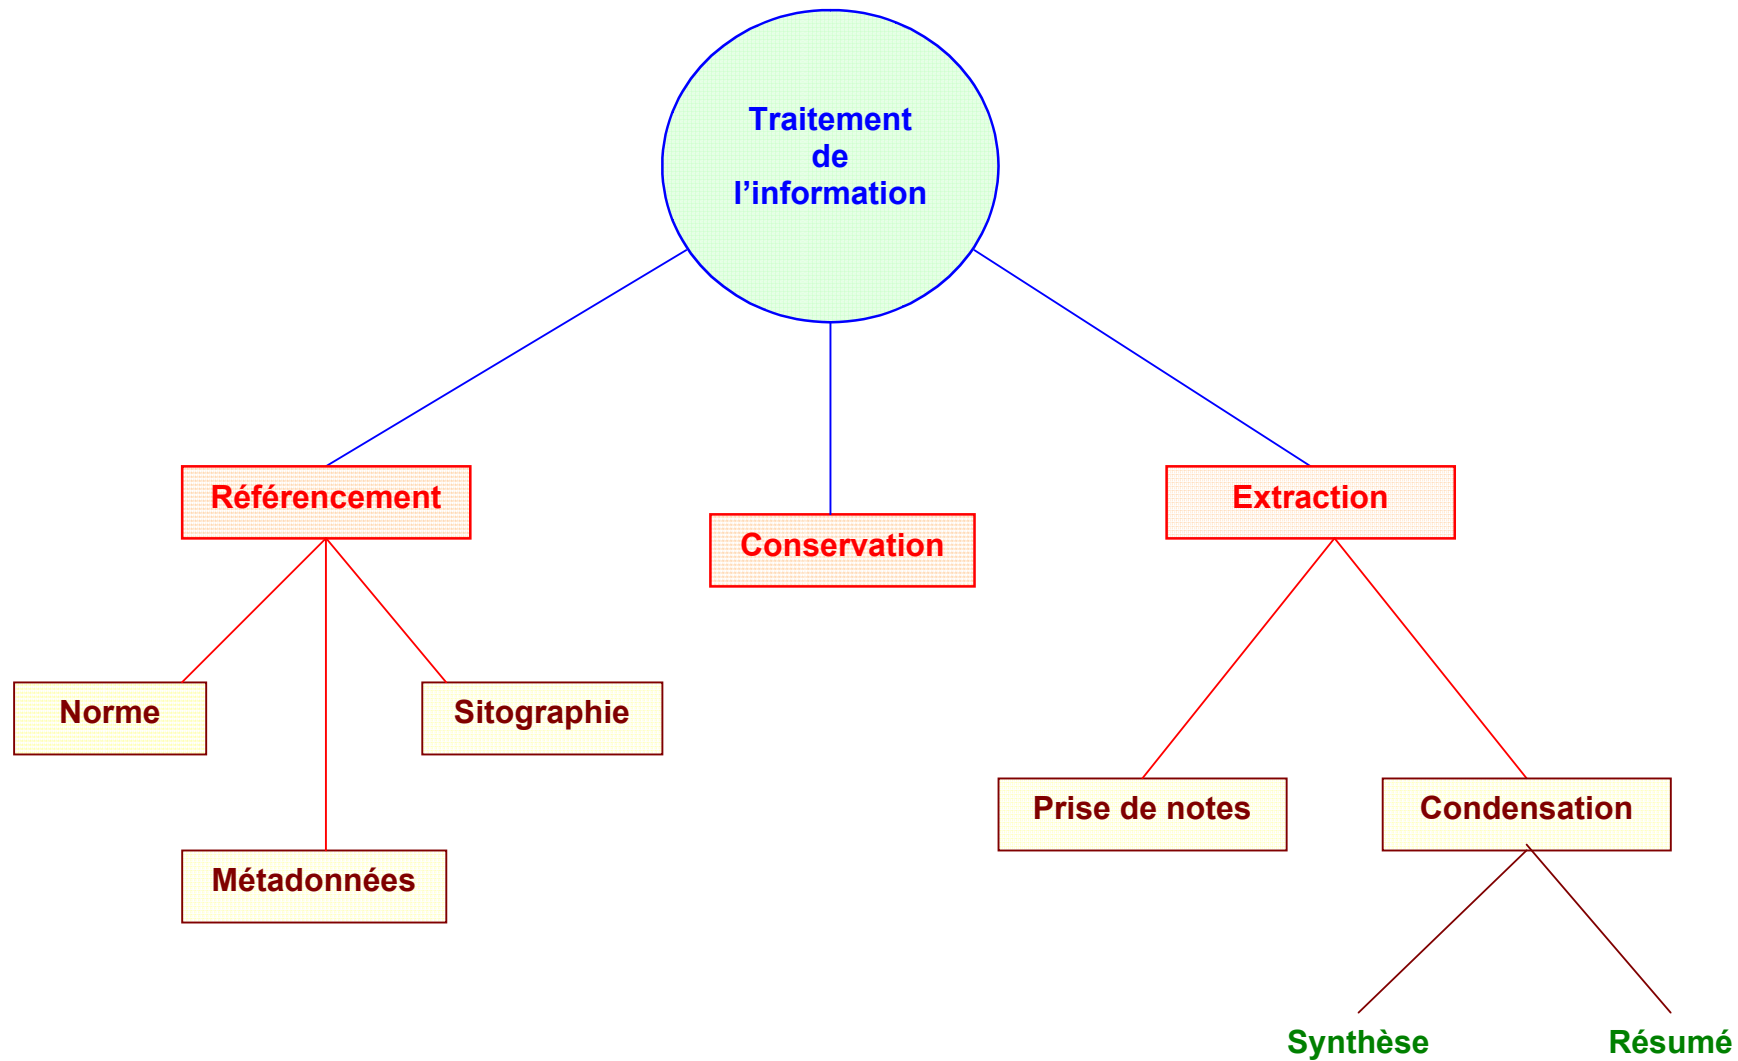 Traitement
de
l’information
Référencement
Extraction
Conservation
Norme
Sitographie
Prise de notes
Condensation
Métadonnées
Synthèse
Résumé